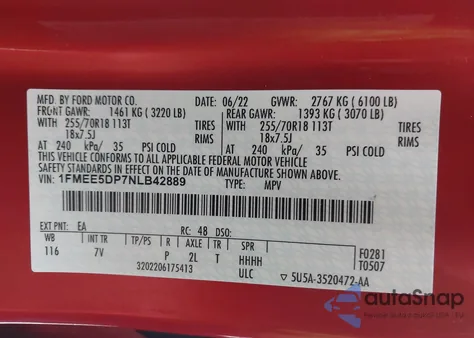 MFD. BY FORD MOTOR CO. DATE: 06/22 GVWR: 2767 KG ( 6100 LB)
FRONT GAWR: 1461 KG ( 3220 LB) REAR GAWR: 1393 KG ( 3070 LB)
WITH WITH
255/70R18 113T TIRES 255/70R18 113T TIRES
18x7.5J RIMS 18x7.5J RIMS
AT 240 kPa/ 35 PSI COLD AT 240 kPa/ 35 PSI COLD
THIS VEHICLE CONFORMS TO ALL APPLICABLE FEDERAL MOTOR VEHICLE
SAFETY STANDARDS IN EFFECT ON THE DATE OF MANUFACTURE SHOWN ABOVE.
VIN: 1FMEE5DP7NLB42889 TYPE: MPV
EXT PNT: EA RC: 48 DSO: F0281
WB INT TR TP/PS R AXLE TR SPR T0507
116 7V P 2L T HHHH
3202206175413 ULC 5U5A-3520472-AA
autoSnap